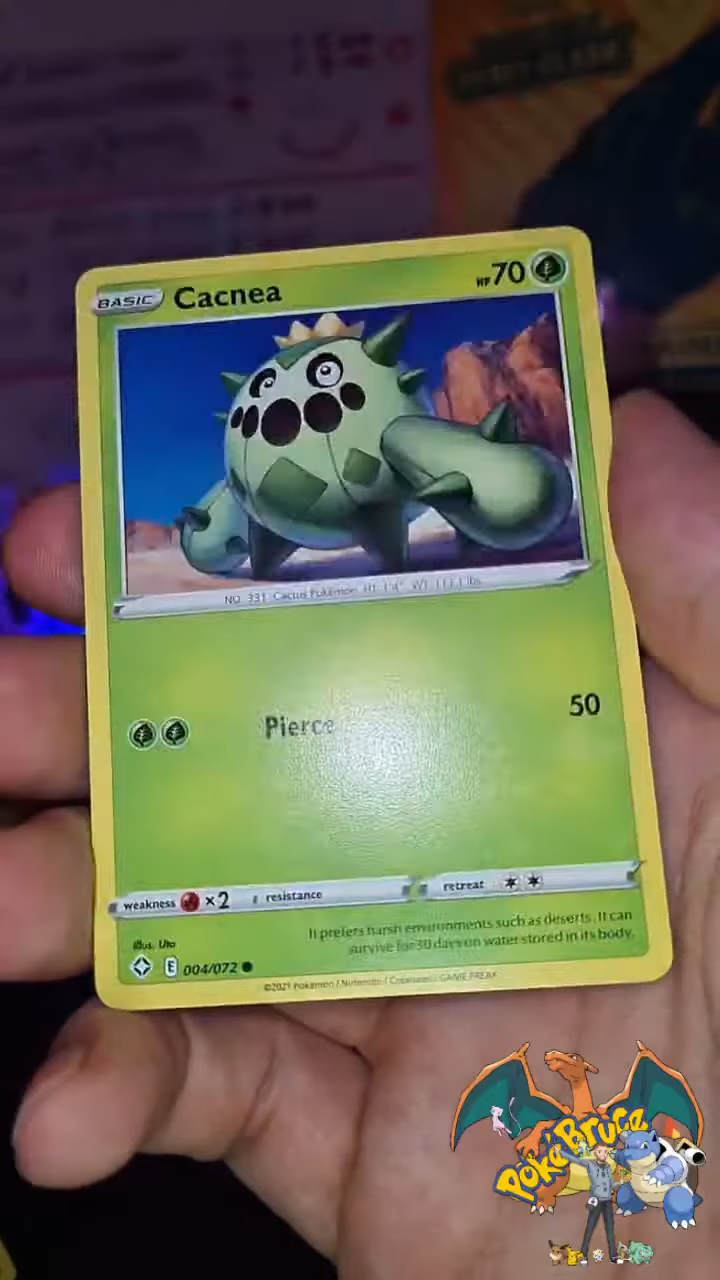 BASIC Cacnea HP 70
NO. 331 Cactus Pokémon HT: 1'4" WT: 113.1 lbs.
Pierce 50
weakness ×2 resistance retreat
It prefers harsh environments such as deserts. It can
survive for 30 days on water stored in its body.
Illus. Uta
E 004/072
©2021 Pokémon / Nintendo / Creatures / GAME FREAK
PokéBruce